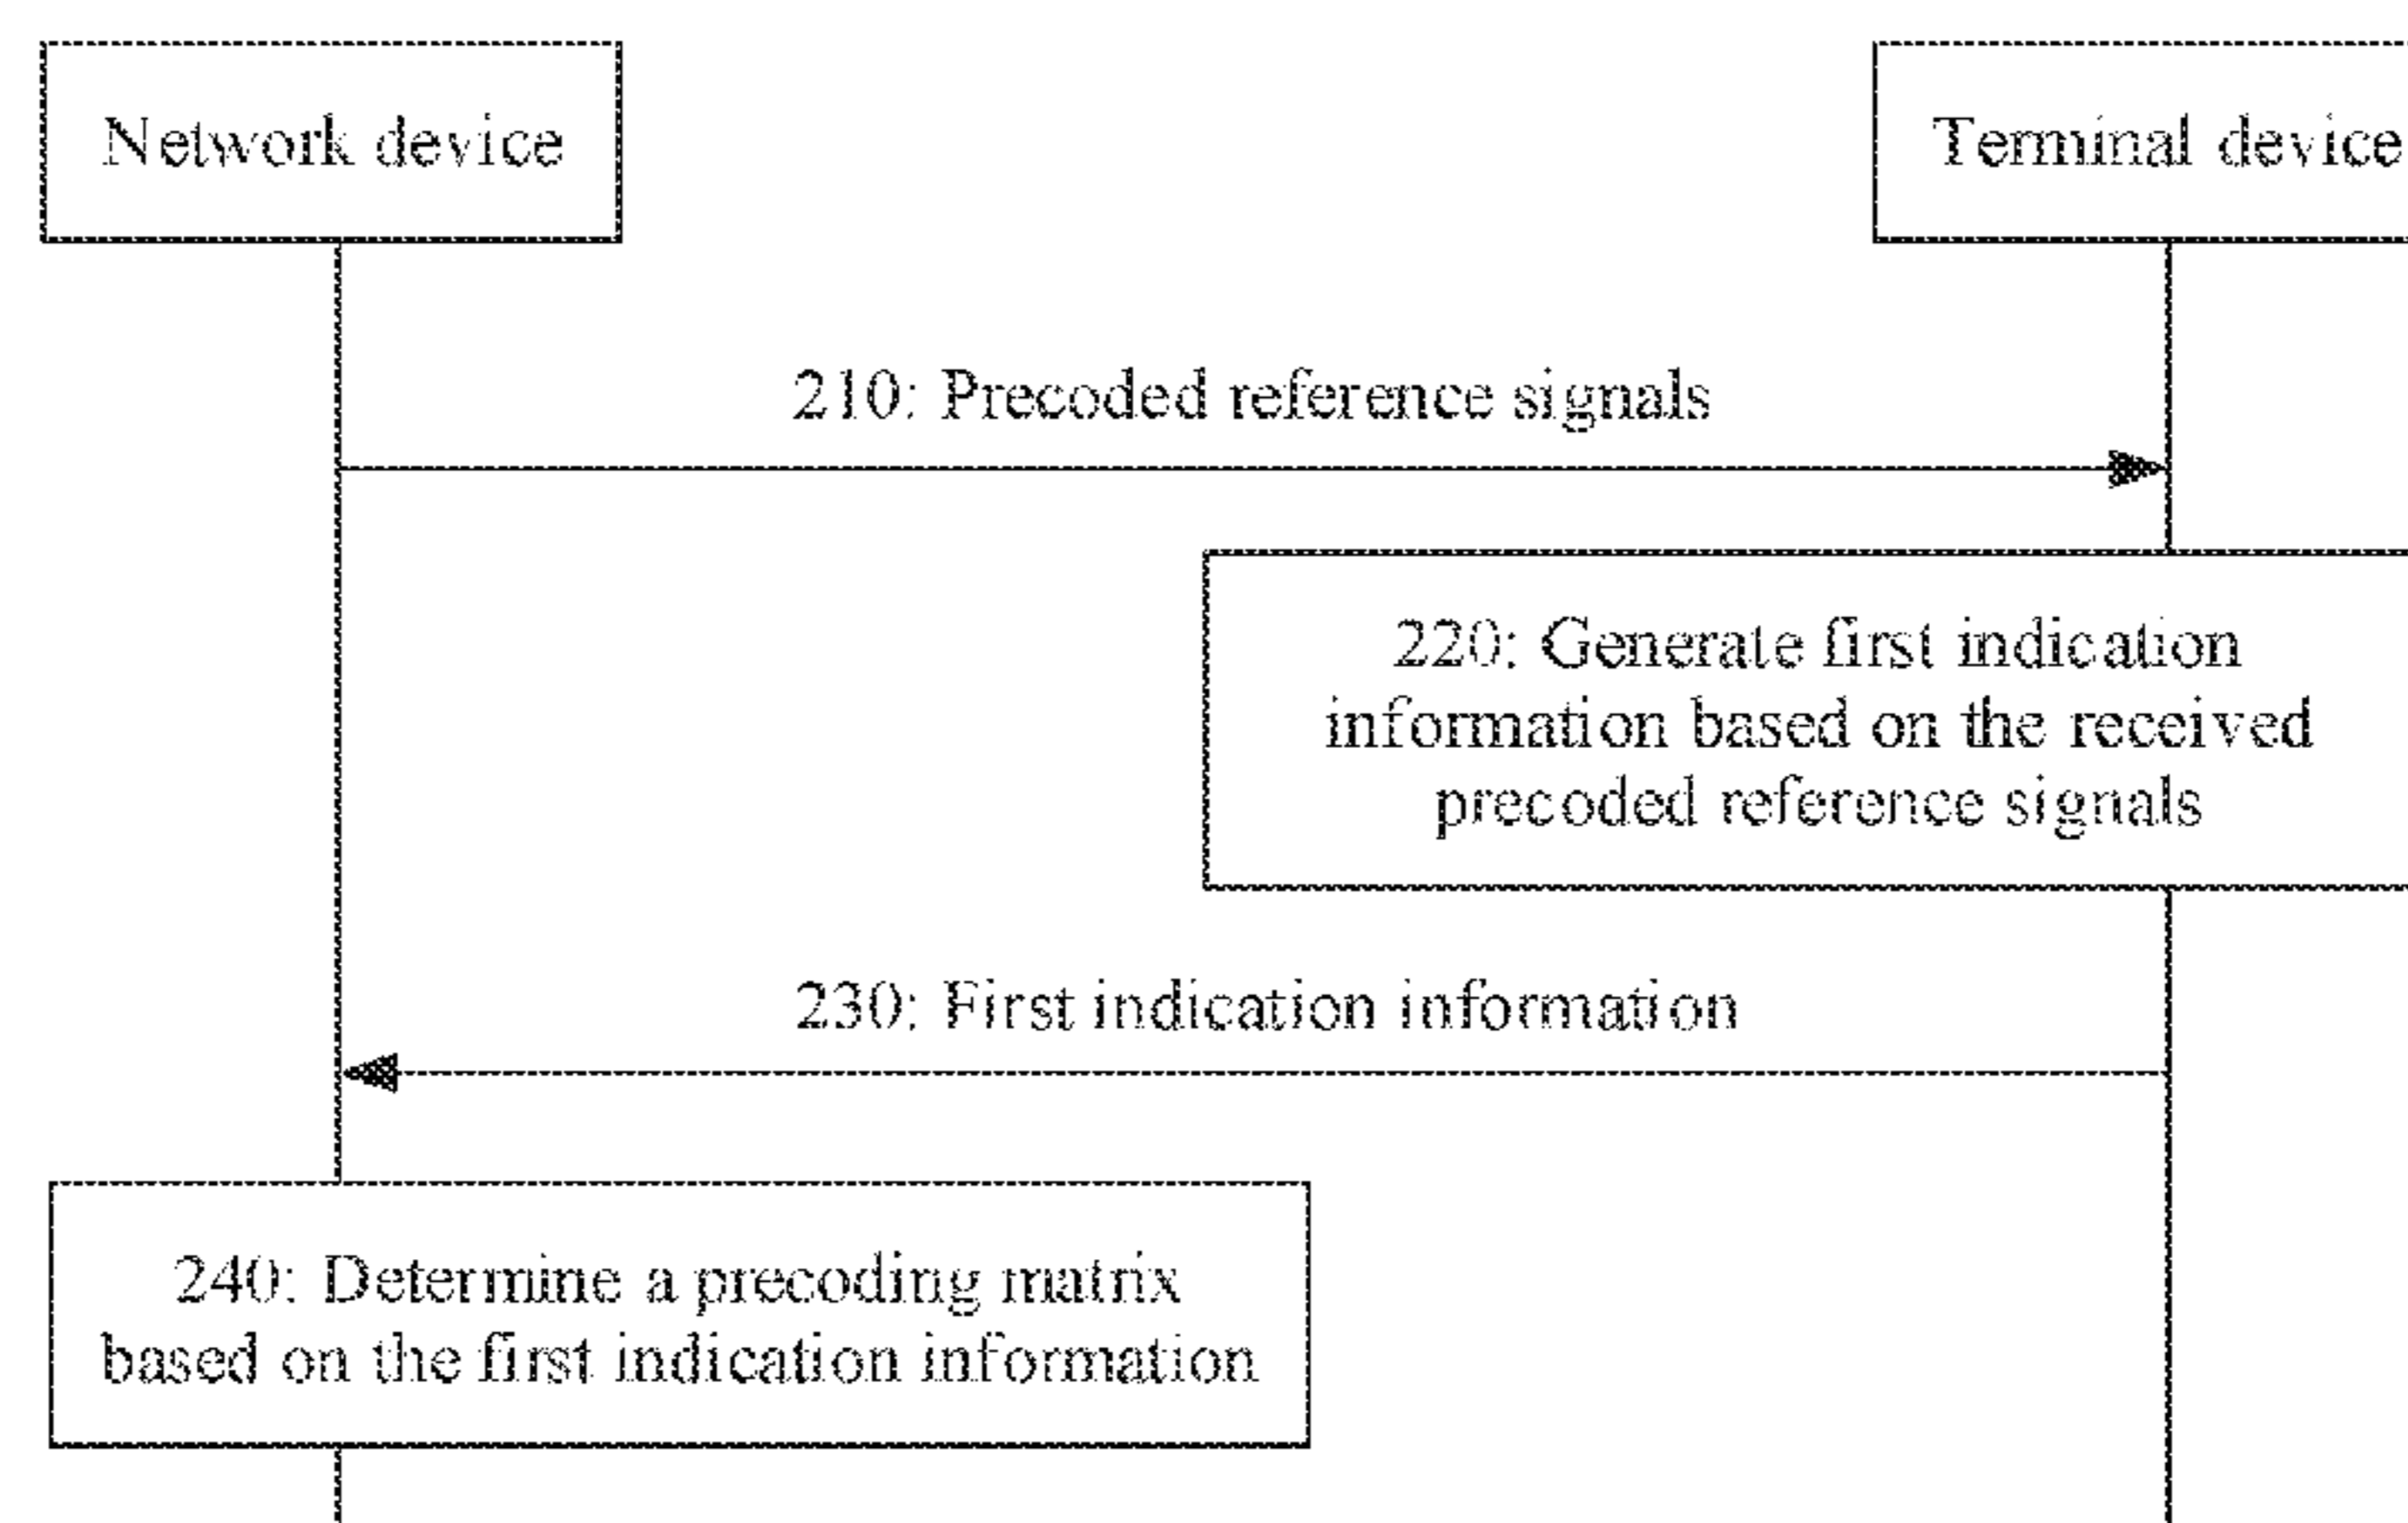 Network device
Terminal device
210: Precoded reference signals
220: Generate first indication
information based on the received
precoded reference signals
230: First indication information
240: Determine a precoding matrix
based on the first indication information